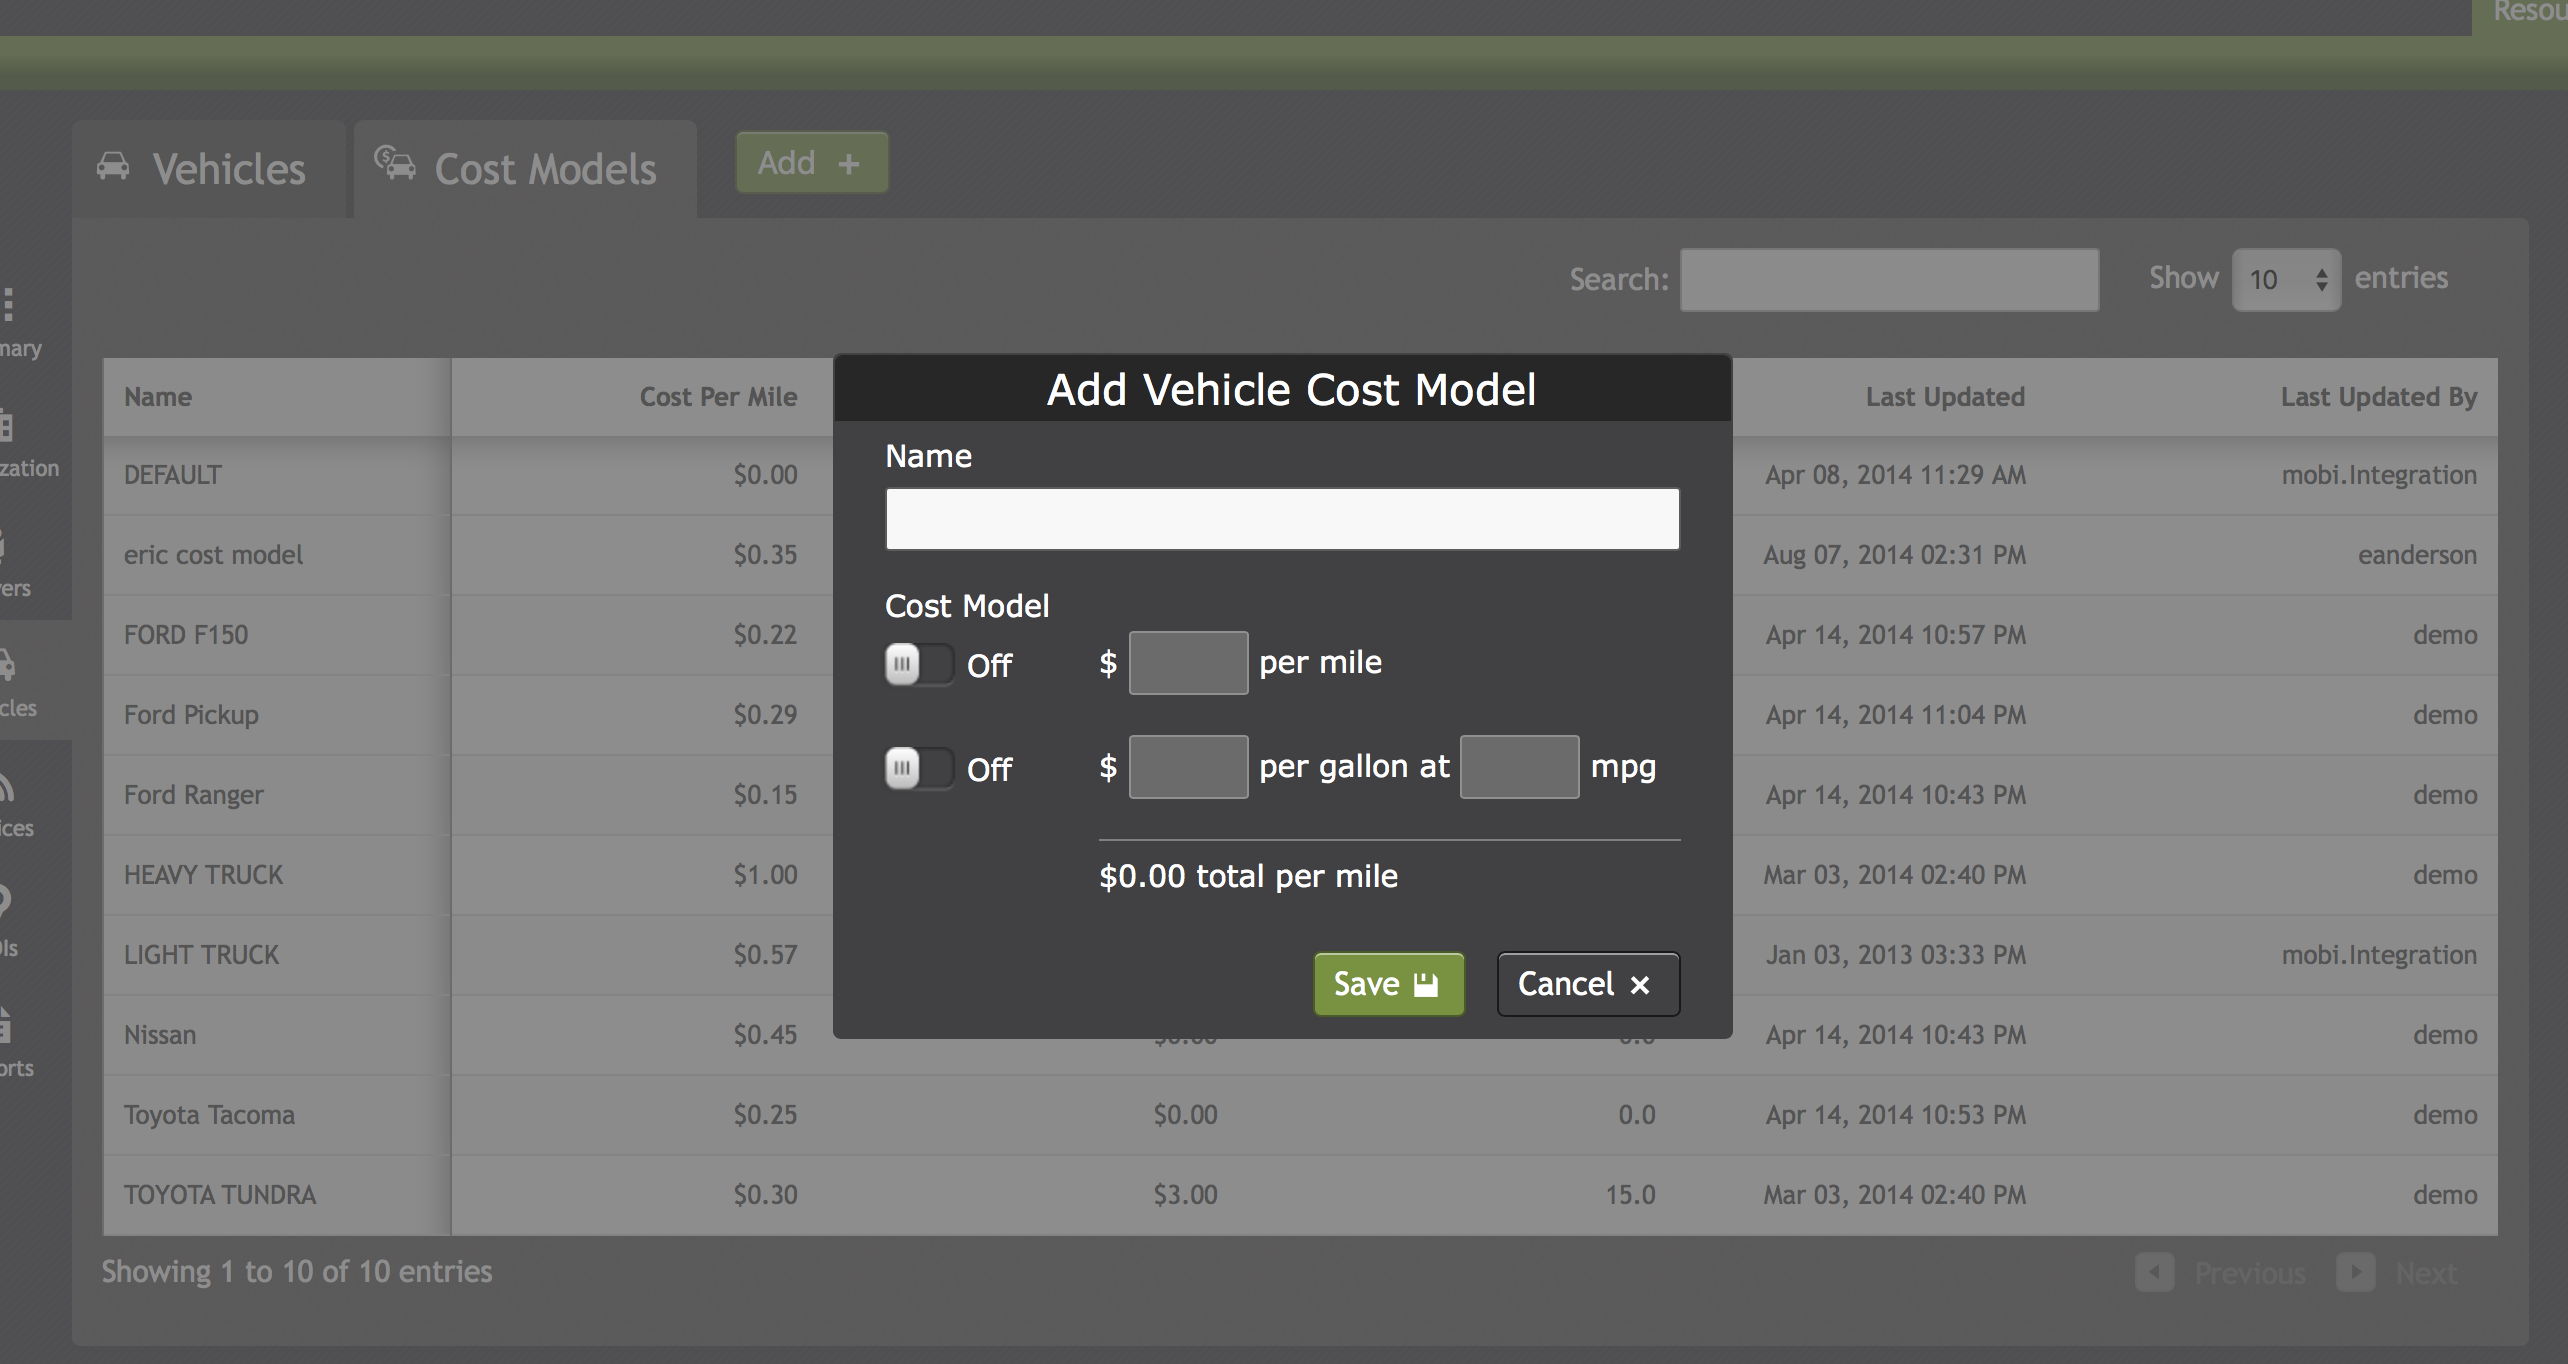 Resou
Vehicles
Cost Models
Add +
Search:
Show 10 entries
mary
zation
ers
cles
ices
OIs
orts
Name Cost Per Mile Last Updated Last Updated By
DEFAULT $0.00 Apr 08, 2014 11:29 AM mobi.Integration
eric cost model $0.35 Aug 07, 2014 02:31 PM eanderson
FORD F150 $0.22 Apr 14, 2014 10:57 PM demo
Ford Pickup $0.29 Apr 14, 2014 11:04 PM demo
Ford Ranger $0.15 Apr 14, 2014 10:43 PM demo
HEAVY TRUCK $1.00 Mar 03, 2014 02:40 PM demo
LIGHT TRUCK $0.57 Jan 03, 2013 03:33 PM mobi.Integration
Nissan $0.45 $0.00 0.0 Apr 14, 2014 10:43 PM demo
Toyota Tacoma $0.25 $0.00 0.0 Apr 14, 2014 10:53 PM demo
TOYOTA TUNDRA $0.30 $3.00 15.0 Mar 03, 2014 02:40 PM demo
Showing 1 to 10 of 10 entries
Previous Next
Add Vehicle Cost Model
Name
Cost Model
Off $ per mile
Off $ per gallon at mpg
$0.00 total per mile
Save
Cancel